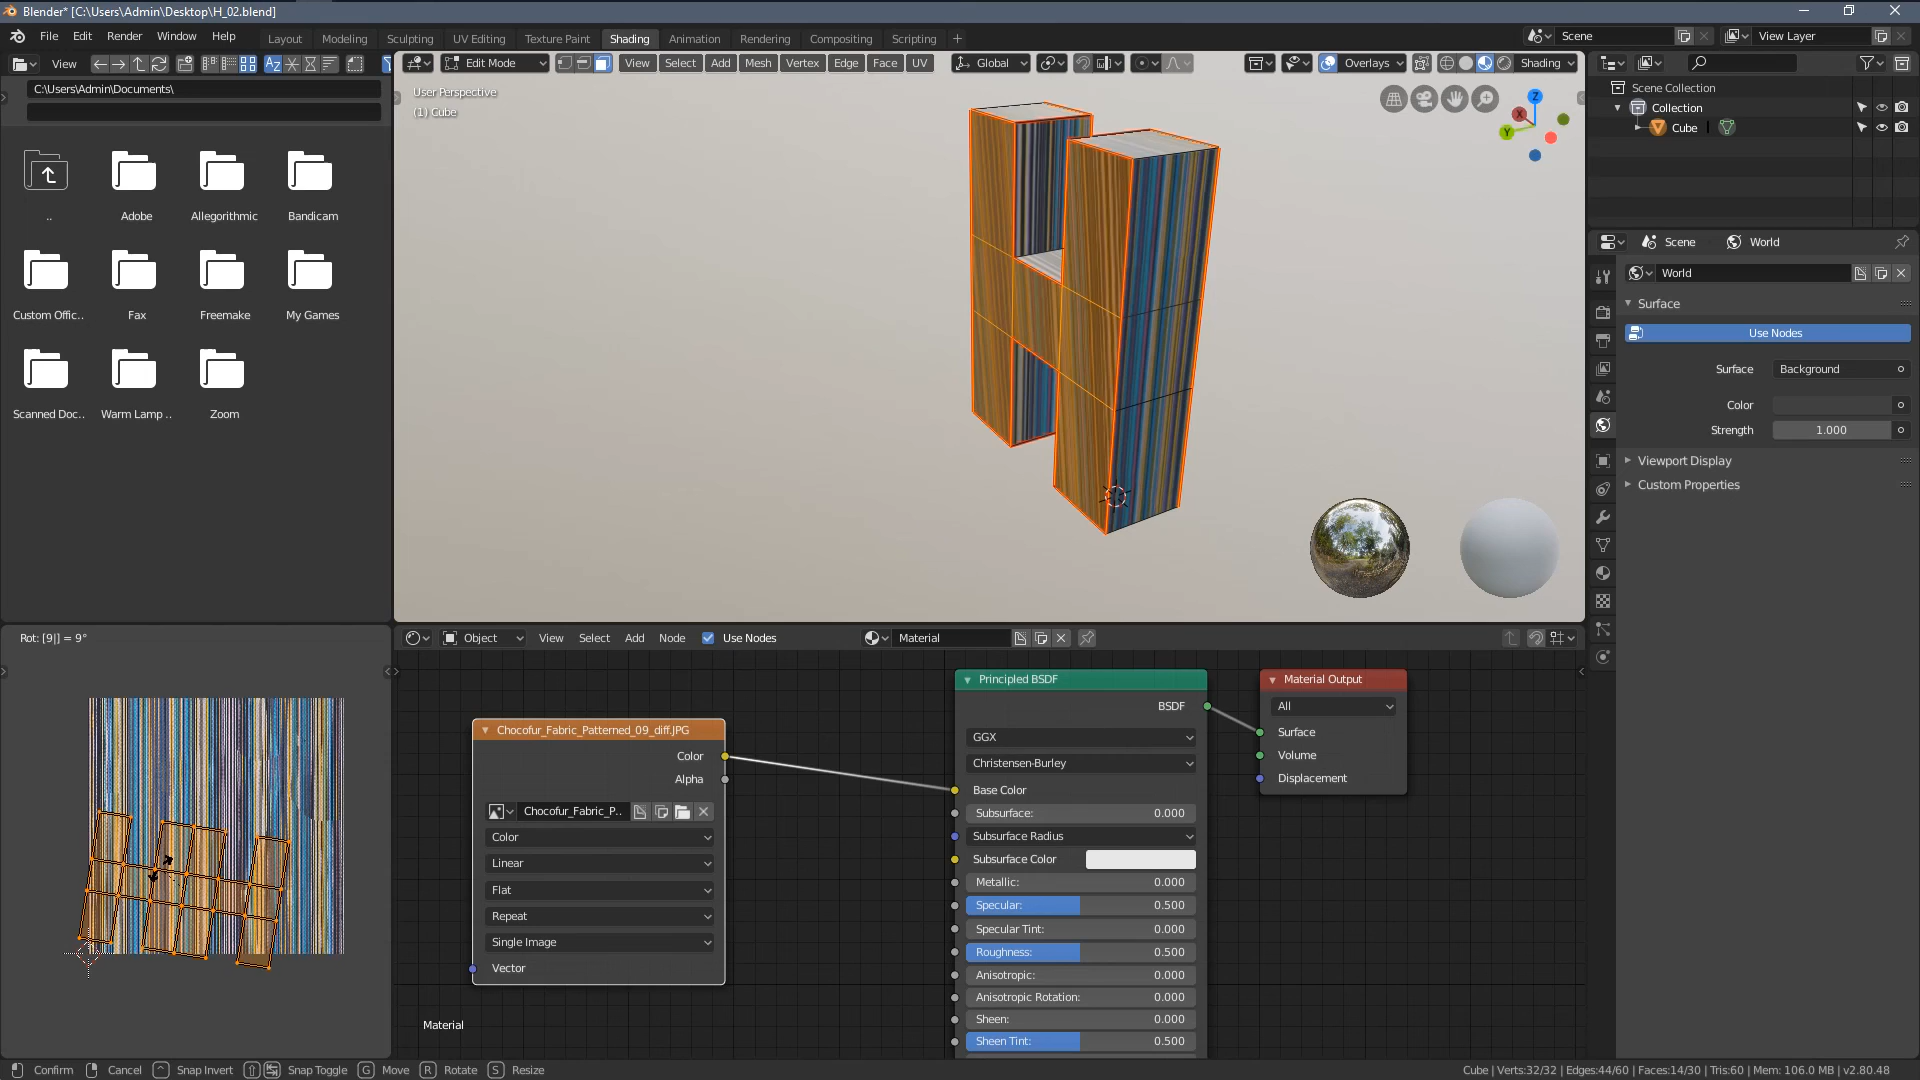 Blender* [C:\Users\Admin\Desktop\H_02.blend]
File Edit Render Window Help Layout Modeling Sculpting UV Editing Texture Paint Shading Animation Rendering Compositing Scripting + Scene View Layer
View
C:\Users\Admin\Documents\
..
Adobe
Allegorithmic
Bandicam
Custom Offic..
Fax
Freemake
My Games
Scanned Doc..
Warm Lamp ..
Zoom
Edit Mode View Select Add Mesh Vertex Edge Face UV Global Overlays Shading
User Perspective
(1) Cube
Z
X
Y
Scene Collection
Collection
Cube
Scene World
World
Surface
Use Nodes
Surface Background
Color
Strength 1.000
Viewport Display
Custom Properties
Rot: [9|] = 9°
Object View Select Add Node Use Nodes Material
Chocofur_Fabric_Patterned_09_diff.JPG
Color
Alpha
Chocofur_Fabric_P..
Color
Linear
Flat
Repeat
Single Image
Vector
Principled BSDF
BSDF
GGX
Christensen-Burley
Base Color
Subsurface: 0.000
Subsurface Radius
Subsurface Color
Metallic: 0.000
Specular: 0.500
Specular Tint: 0.000
Roughness: 0.500
Anisotropic: 0.000
Anisotropic Rotation: 0.000
Sheen: 0.000
Sheen Tint: 0.500
Material Output
All
Surface
Volume
Displacement
Material
Confirm Cancel ^ Snap Invert Snap Toggle G Move R Rotate S Resize
Cube | Verts:32/32 | Edges:44/60 | Faces:14/30 | Tris:60 | Mem: 106.0 MB | v2.80.48